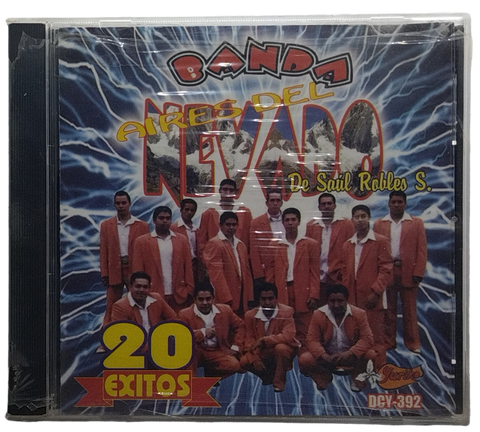 BANDA
AIRES DEL
NEVADO
De Saúl Robles S.
20
EXITOS
DCY-392